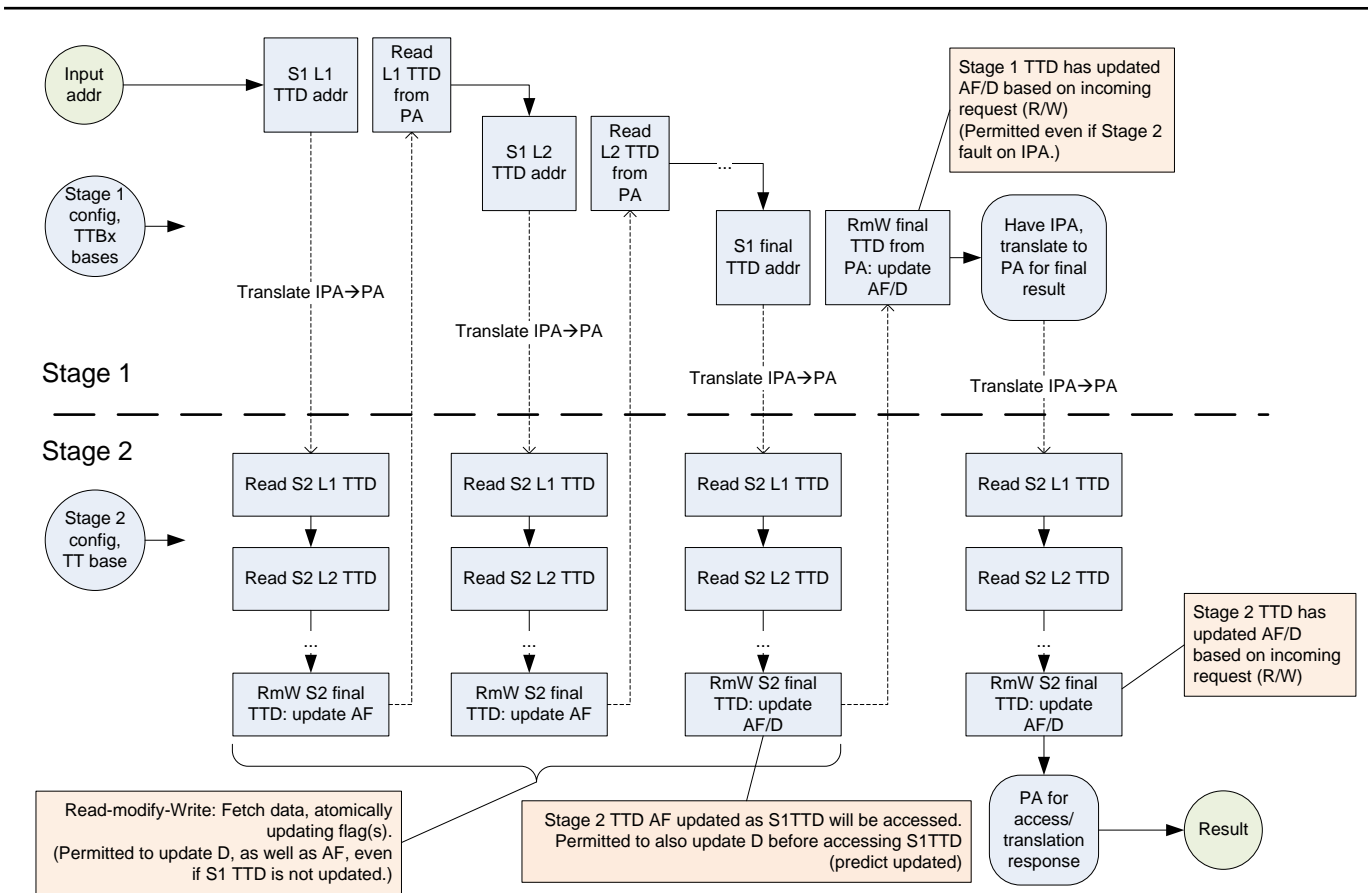 Input
addr
S1 L1
TTD addr
Read
L1 TTD
from
PA
S1 L2
TTD addr
Read
L2 TTD
from
PA
...
Stage 1 TTD has updated
AF/D based on incoming
request (R/W)
(Permitted even if Stage 2
fault on IPA.)
Stage 1
config,
TTBx
bases
S1 final
TTD addr
RmW final
TTD from
PA: update
AF/D
Have IPA,
translate to
PA for final
result
Translate IPA→PA
Translate IPA→PA
Translate IPA→PA
Translate IPA→PA
Stage 1
Stage 2
Stage 2
config,
TT base
Read S2 L1 TTD
Read S2 L1 TTD
Read S2 L1 TTD
Read S2 L1 TTD
Read S2 L2 TTD
Read S2 L2 TTD
Read S2 L2 TTD
Read S2 L2 TTD
...
...
...
...
Stage 2 TTD has
updated AF/D
based on incoming
request (R/W)
RmW S2 final
TTD: update AF
RmW S2 final
TTD: update AF
RmW S2 final
TTD: update
AF/D
RmW S2 final
TTD: update
AF/D
Read-modify-Write: Fetch data, atomically
updating flag(s).
(Permitted to update D, as well as AF, even
if S1 TTD is not updated.)
Stage 2 TTD AF updated as S1TTD will be accessed.
Permitted to also update D before accessing S1TTD
(predict updated)
PA for
access/
translation
response
Result